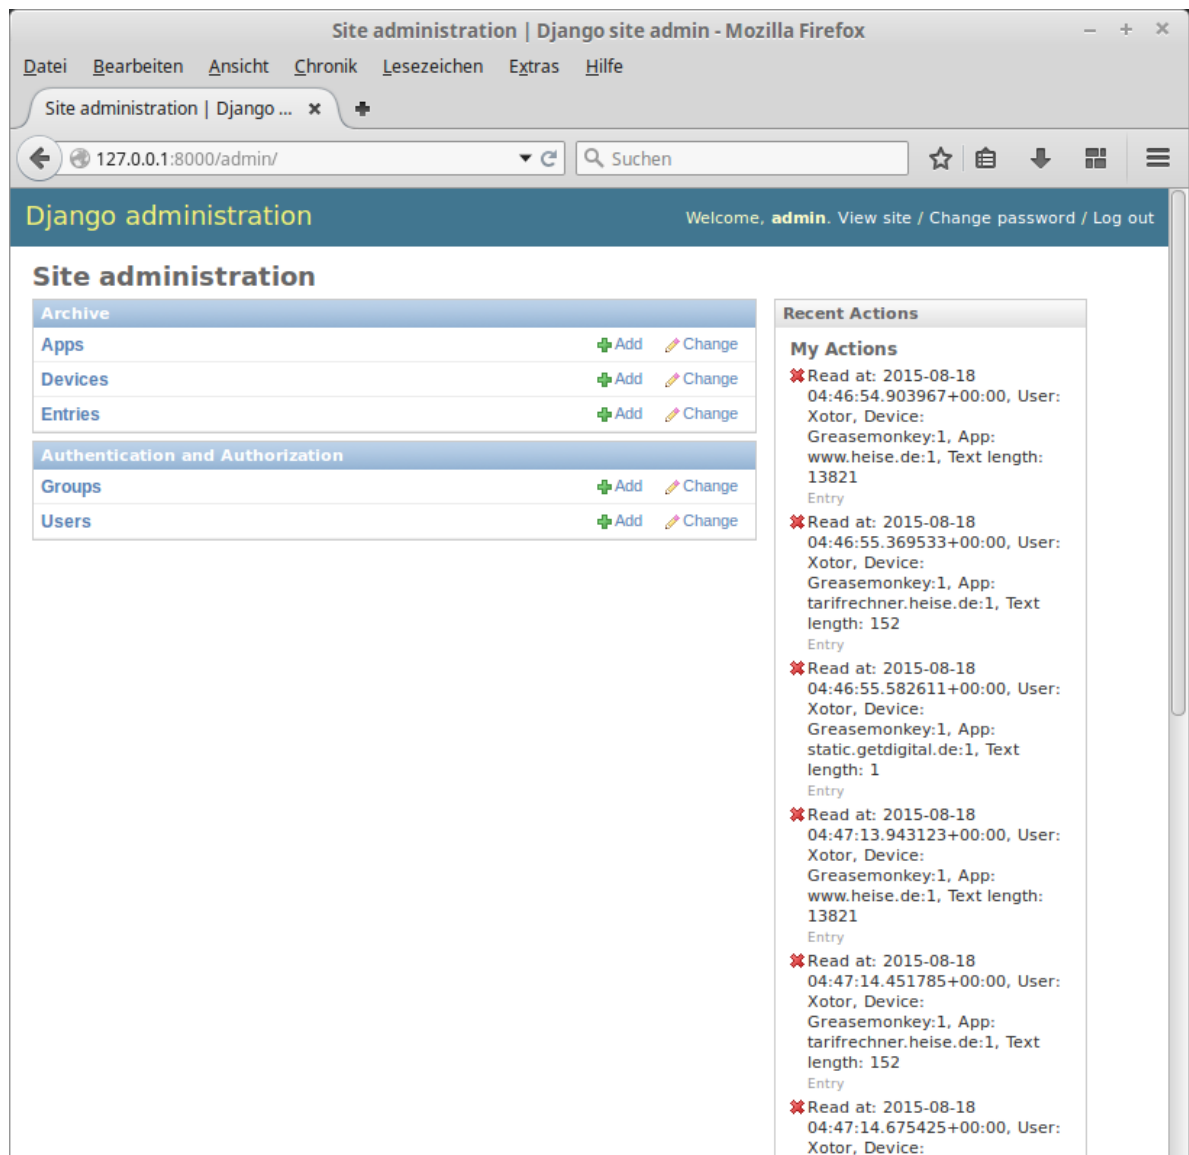 Site administration | Django site admin - Mozilla Firefox
Datei Bearbeiten Ansicht Chronik Lesezeichen Extras Hilfe
Site administration | Django ...
127.0.0.1:8000/admin/
Suchen
Django administration
Welcome, admin. View site / Change password / Log out
Site administration
Archive
Apps Add Change
Devices Add Change
Entries Add Change
Authentication and Authorization
Groups Add Change
Users Add Change
Recent Actions
My Actions
Read at: 2015-08-18
04:46:54.903967+00:00, User:
Xotor, Device:
Greasemonkey:1, App:
www.heise.de:1, Text length:
13821
Entry
Read at: 2015-08-18
04:46:55.369533+00:00, User:
Xotor, Device:
Greasemonkey:1, App:
tarifrechner.heise.de:1, Text
length: 152
Entry
Read at: 2015-08-18
04:46:55.582611+00:00, User:
Xotor, Device:
Greasemonkey:1, App:
static.getdigital.de:1, Text
length: 1
Entry
Read at: 2015-08-18
04:47:13.943123+00:00, User:
Xotor, Device:
Greasemonkey:1, App:
www.heise.de:1, Text length:
13821
Entry
Read at: 2015-08-18
04:47:14.451785+00:00, User:
Xotor, Device:
Greasemonkey:1, App:
tarifrechner.heise.de:1, Text
length: 152
Entry
Read at: 2015-08-18
04:47:14.675425+00:00, User:
Xotor, Device: